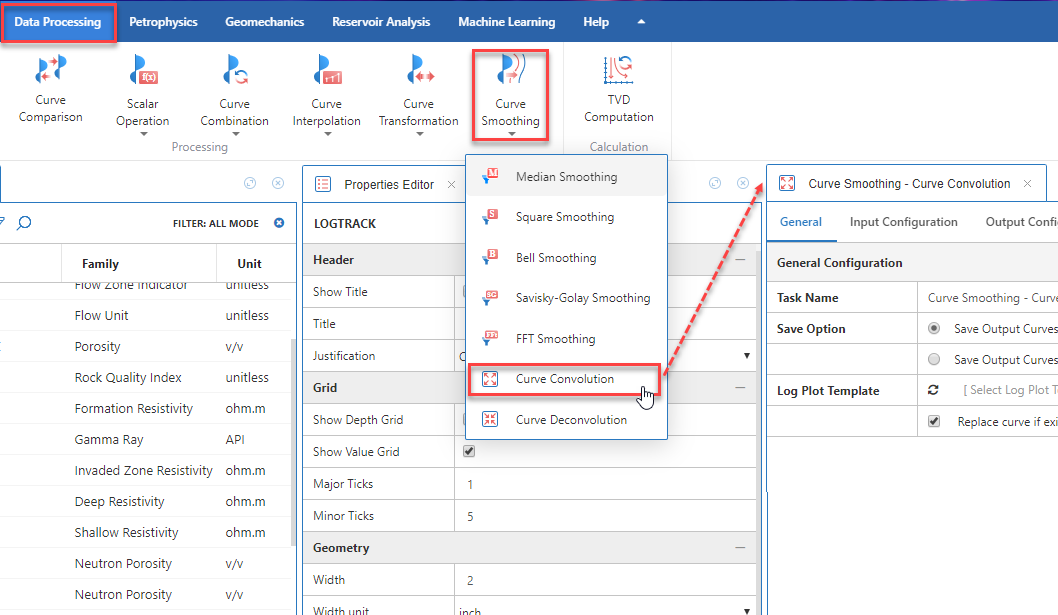 Data Processing
Petrophysics
Geomechanics
Reservoir Analysis
Machine Learning
Help
Curve
Comparison
Scalar
Operation
Curve
Combination
Curve
Interpolation
Curve
Transformation
Curve
Smoothing
TVD
Computation
Processing
Calculation
FILTER: ALL MODE
Family
Unit
Flow Zone Indicator
unitless
Flow Unit
unitless
Porosity
v/v
Rock Quality Index
unitless
Formation Resistivity
ohm.m
Gamma Ray
API
Invaded Zone Resistivity
ohm.m
Deep Resistivity
ohm.m
Shallow Resistivity
ohm.m
Neutron Porosity
v/v
Neutron Porosity
v/v
Properties Editor
LOGTRACK
Header
Show Title
Title
Justification
Grid
Show Depth Grid
Show Value Grid
Major Ticks
1
Minor Ticks
5
Geometry
Width
2
Width unit
inch
Median Smoothing
Square Smoothing
Bell Smoothing
Savisky-Golay Smoothing
FFT Smoothing
Curve Convolution
Curve Deconvolution
Curve Smoothing - Curve Convolution
General
Input Configuration
Output Confi
General Configuration
Task Name
Curve Smoothing - Curve
Save Option
Save Output Curves
Save Output Curves
Log Plot Template
[ Select Log Plot T
Replace curve if exi